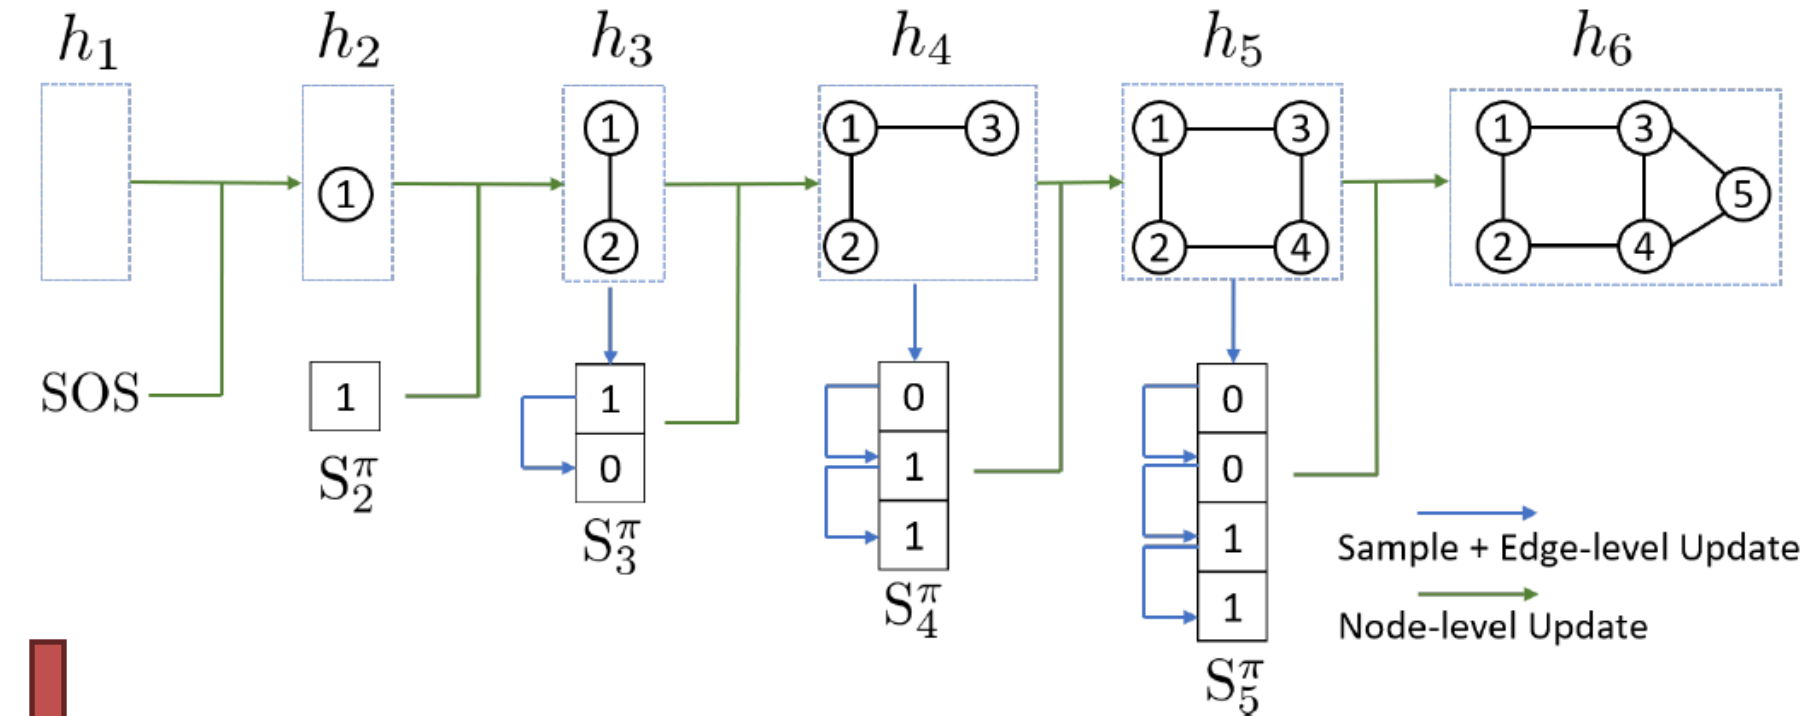 h1 h2 h3 h4 h5 h6
1
1
2
1 3
2
1 3
2 4
1 3
5
2 4
SOS
1
S2π
1
0
S3π
0
1
1
S4π
0
0
1
1
S5π
Sample + Edge-level Update
Node-level Update